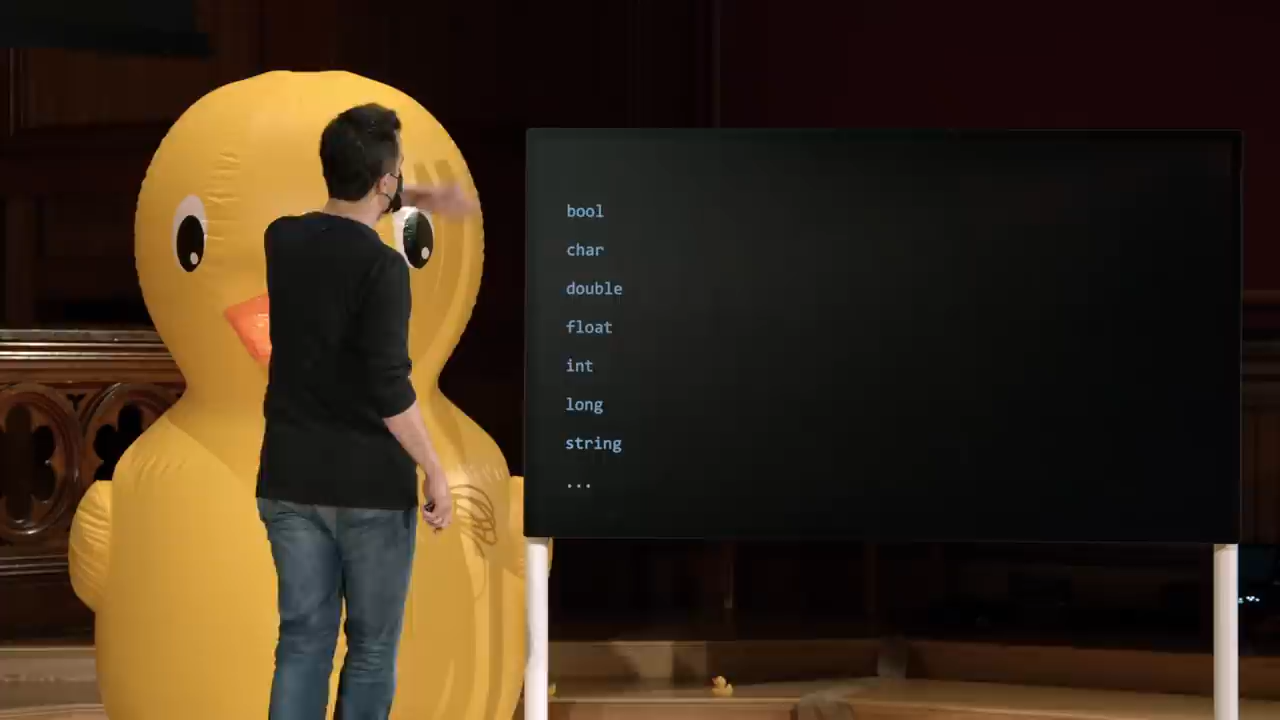 bool
char
double
float
int
long
string
...